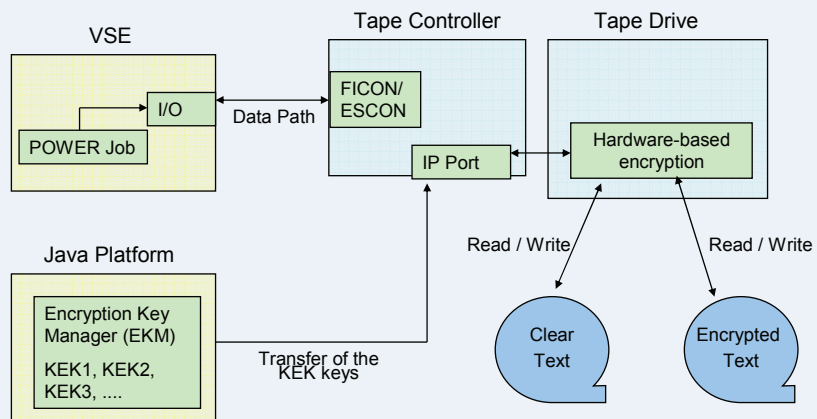 VSE
Tape Controller
Tape Drive
I/O
POWER Job
Data Path
FICON/
ESCON
IP Port
Hardware-based
encryption
Read / Write
Read / Write
Java Platform
Encryption Key
Manager (EKM)
KEK1, KEK2,
KEK3, ....
Transfer of the
KEK keys
Clear
Text
Encrypted
Text